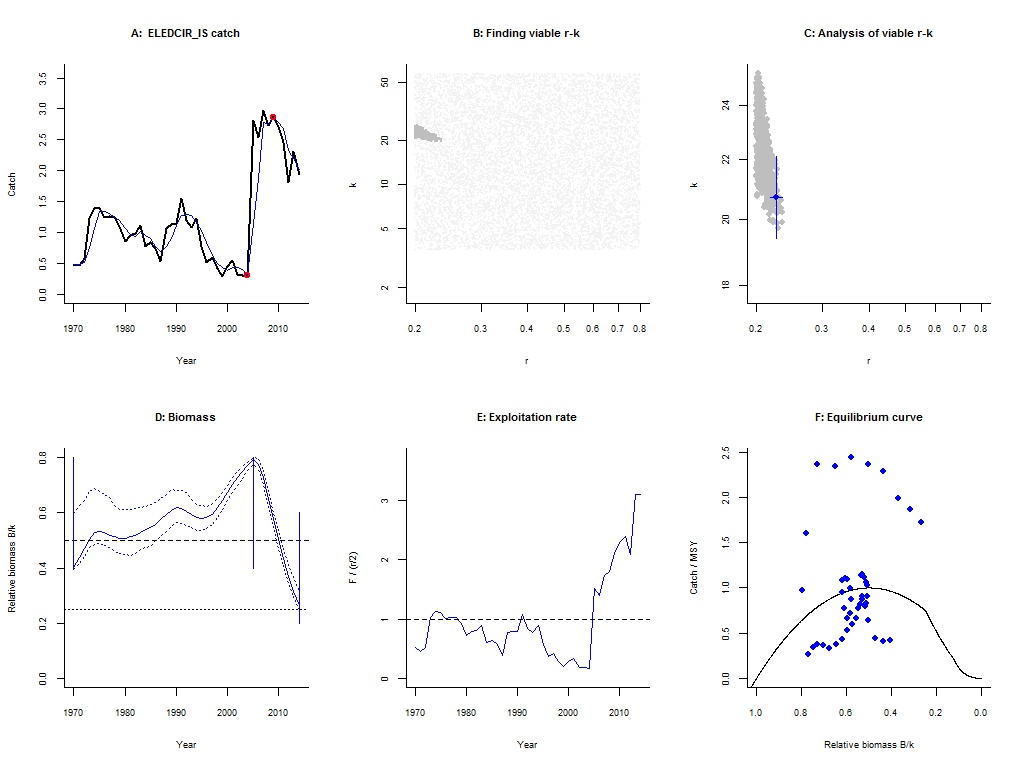 A: ELEDCIR_IS catch
Catch
0.0 0.5 1.0 1.5 2.0 2.5 3.0 3.5
1970 1980 1990 2000 2010
Year
B: Finding viable r-k
k
2 5 10 20 50
0.2 0.3 0.4 0.5 0.6 0.7 0.8
r
C: Analysis of viable r-k
k
18 20 22 24
0.2 0.3 0.4 0.5 0.6 0.7 0.8
r
D: Biomass
Relative biomass B/k
0.0 0.2 0.4 0.6 0.8
1970 1980 1990 2000 2010
Year
E: Exploitation rate
F / (r/2)
0 1 2 3
1970 1980 1990 2000 2010
Year
F: Equilibrium curve
Catch / MSY
0.0 0.5 1.0 1.5 2.0 2.5
1.0 0.8 0.6 0.4 0.2 0.0
Relative biomass B/k